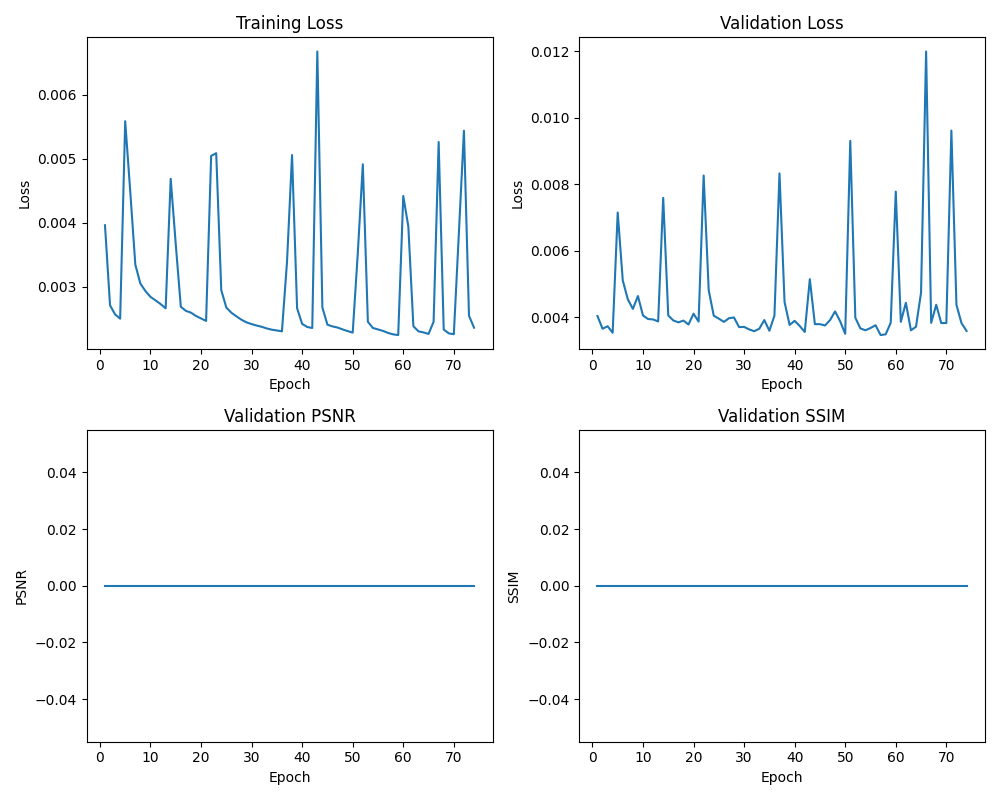 Training Loss
Loss
0.006
0.005
0.004
0.003
0 10 20 30 40 50 60 70
Epoch
Validation Loss
Loss
0.012
0.010
0.008
0.006
0.004
0 10 20 30 40 50 60 70
Epoch
Validation PSNR
PSNR
0.04
0.02
0.00
−0.02
−0.04
0 10 20 30 40 50 60 70
Epoch
Validation SSIM
SSIM
0.04
0.02
0.00
−0.02
−0.04
0 10 20 30 40 50 60 70
Epoch